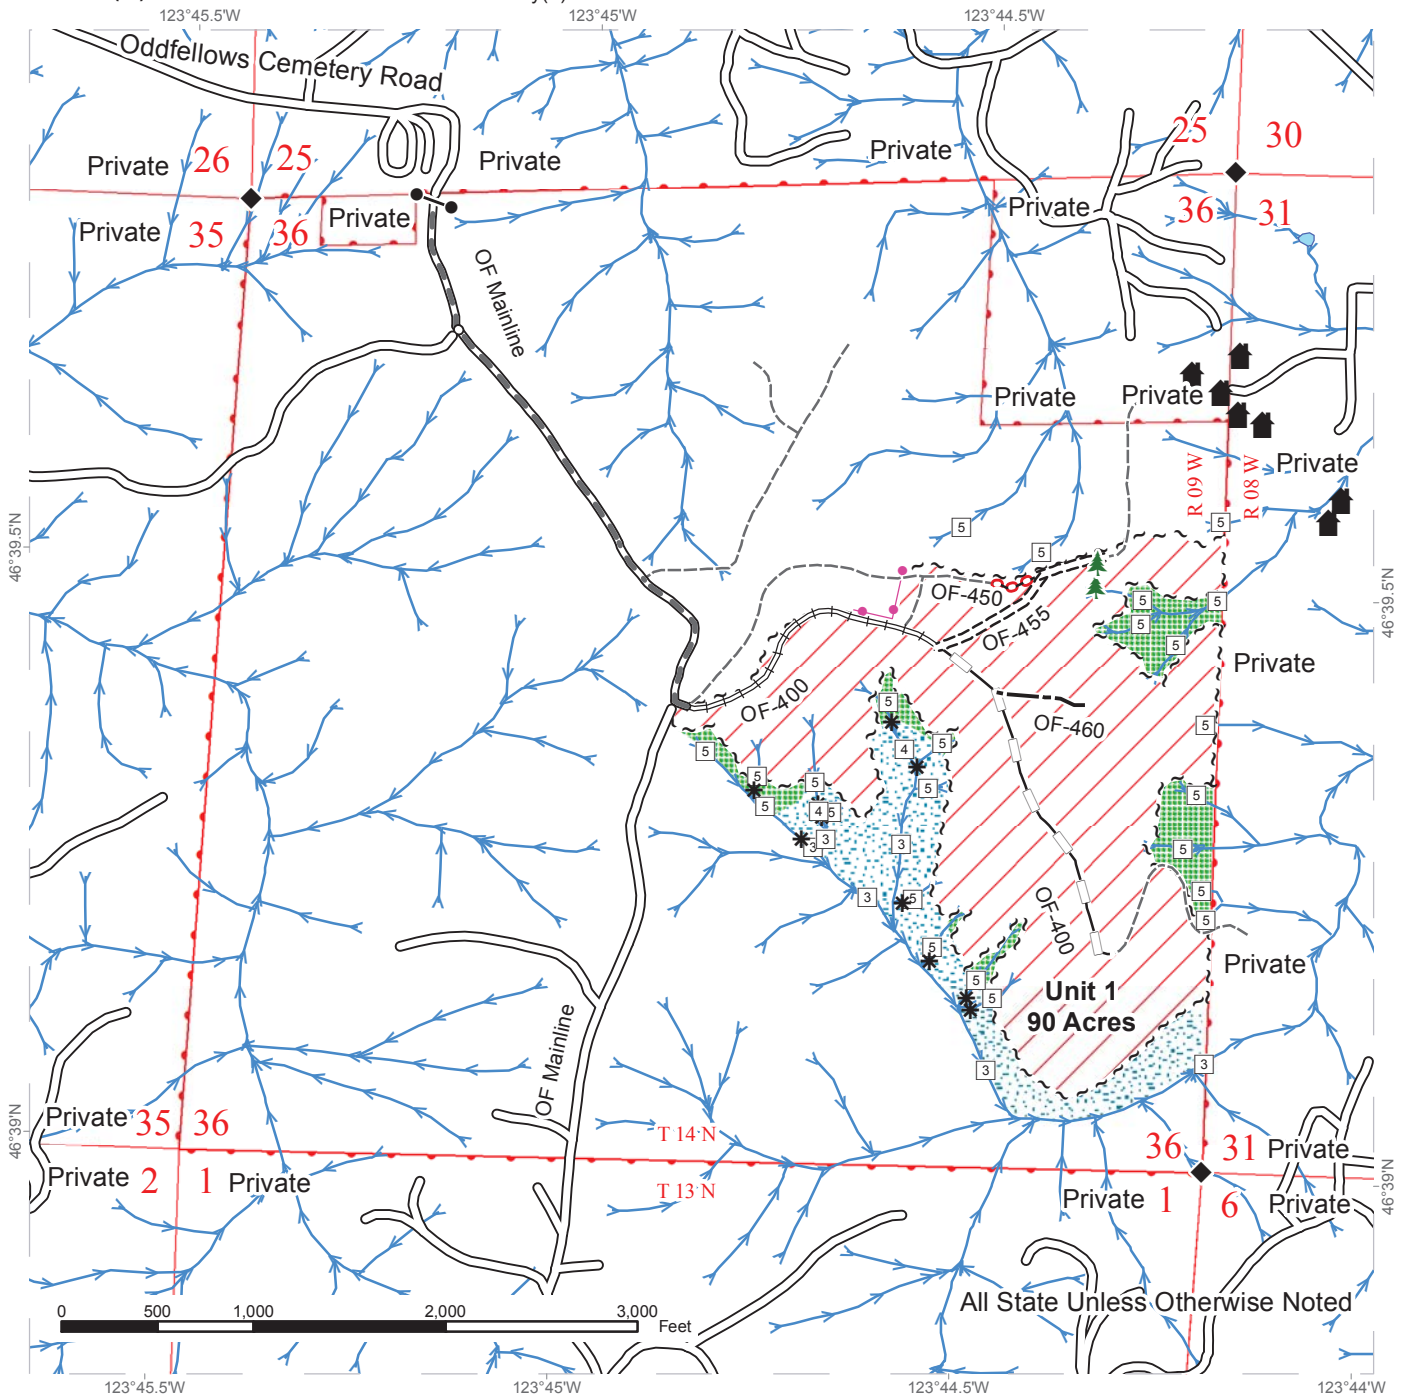 123°45.5'W
123°45'W
123°44.5'W
Oddfellows Cemetery Road
25
30
Private
26
25
Private
Private
Private
35
36
Private
Private
36
31
OF Mainline
Private
Private
Private
R 09 W
R 08 W
46°39.5'N
46°39.5'N
5
5
5
OF-450
OF-455
5
5
5
5
Private
OF-400
OF-460
5
5
5
4
5
5
5
5
5
5
4
5
3
3
3
5
5
3
5
5
5
OF-400
5
5
5
Private
Unit 1
90 Acres
OF Mainline
3
3
Private
35
36
T 14 N
36
31
Private
46°39'N
46°39'N
Private
2
1
Private
T 13 N
Private
1
6
Private
All State Unless Otherwise Noted
0
500
1,000
2,000
3,000
Feet
123°45.5'W
123°45'W
123°44.5'W
123°44'W